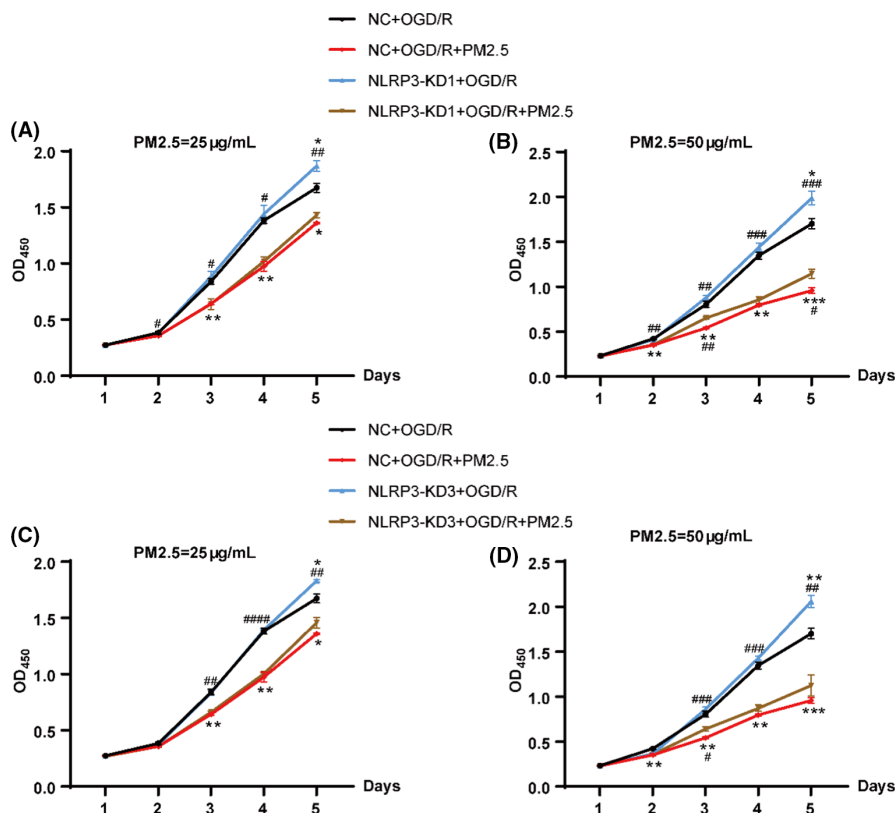 NC+OGD/R
NC+OGD/R+PM2.5
NLRP3-KD1+OGD/R
NLRP3-KD1+OGD/R+PM2.5
(A)
PM2.5=25 µg/mL
OD450
2.0
1.5
1.0
0.5
0.0
#
#
**
#
**
*
##
*
1 2 3 4 5
Days
(B)
PM2.5=50 µg/mL
OD450
2.5
2.0
1.5
1.0
0.5
0.0
##
**
##
**
##
###
**
*
###
***
#
1 2 3 4 5
Days
NC+OGD/R
NC+OGD/R+PM2.5
NLRP3-KD3+OGD/R
NLRP3-KD3+OGD/R+PM2.5
(C)
PM2.5=25 µg/mL
OD450
2.0
1.5
1.0
0.5
0.0
##
**
####
**
*
##
*
1 2 3 4 5
Days
(D)
PM2.5=50 µg/mL
OD450
2.5
2.0
1.5
1.0
0.5
0.0
**
###
**
#
###
**
**
##
***
1 2 3 4 5
Days